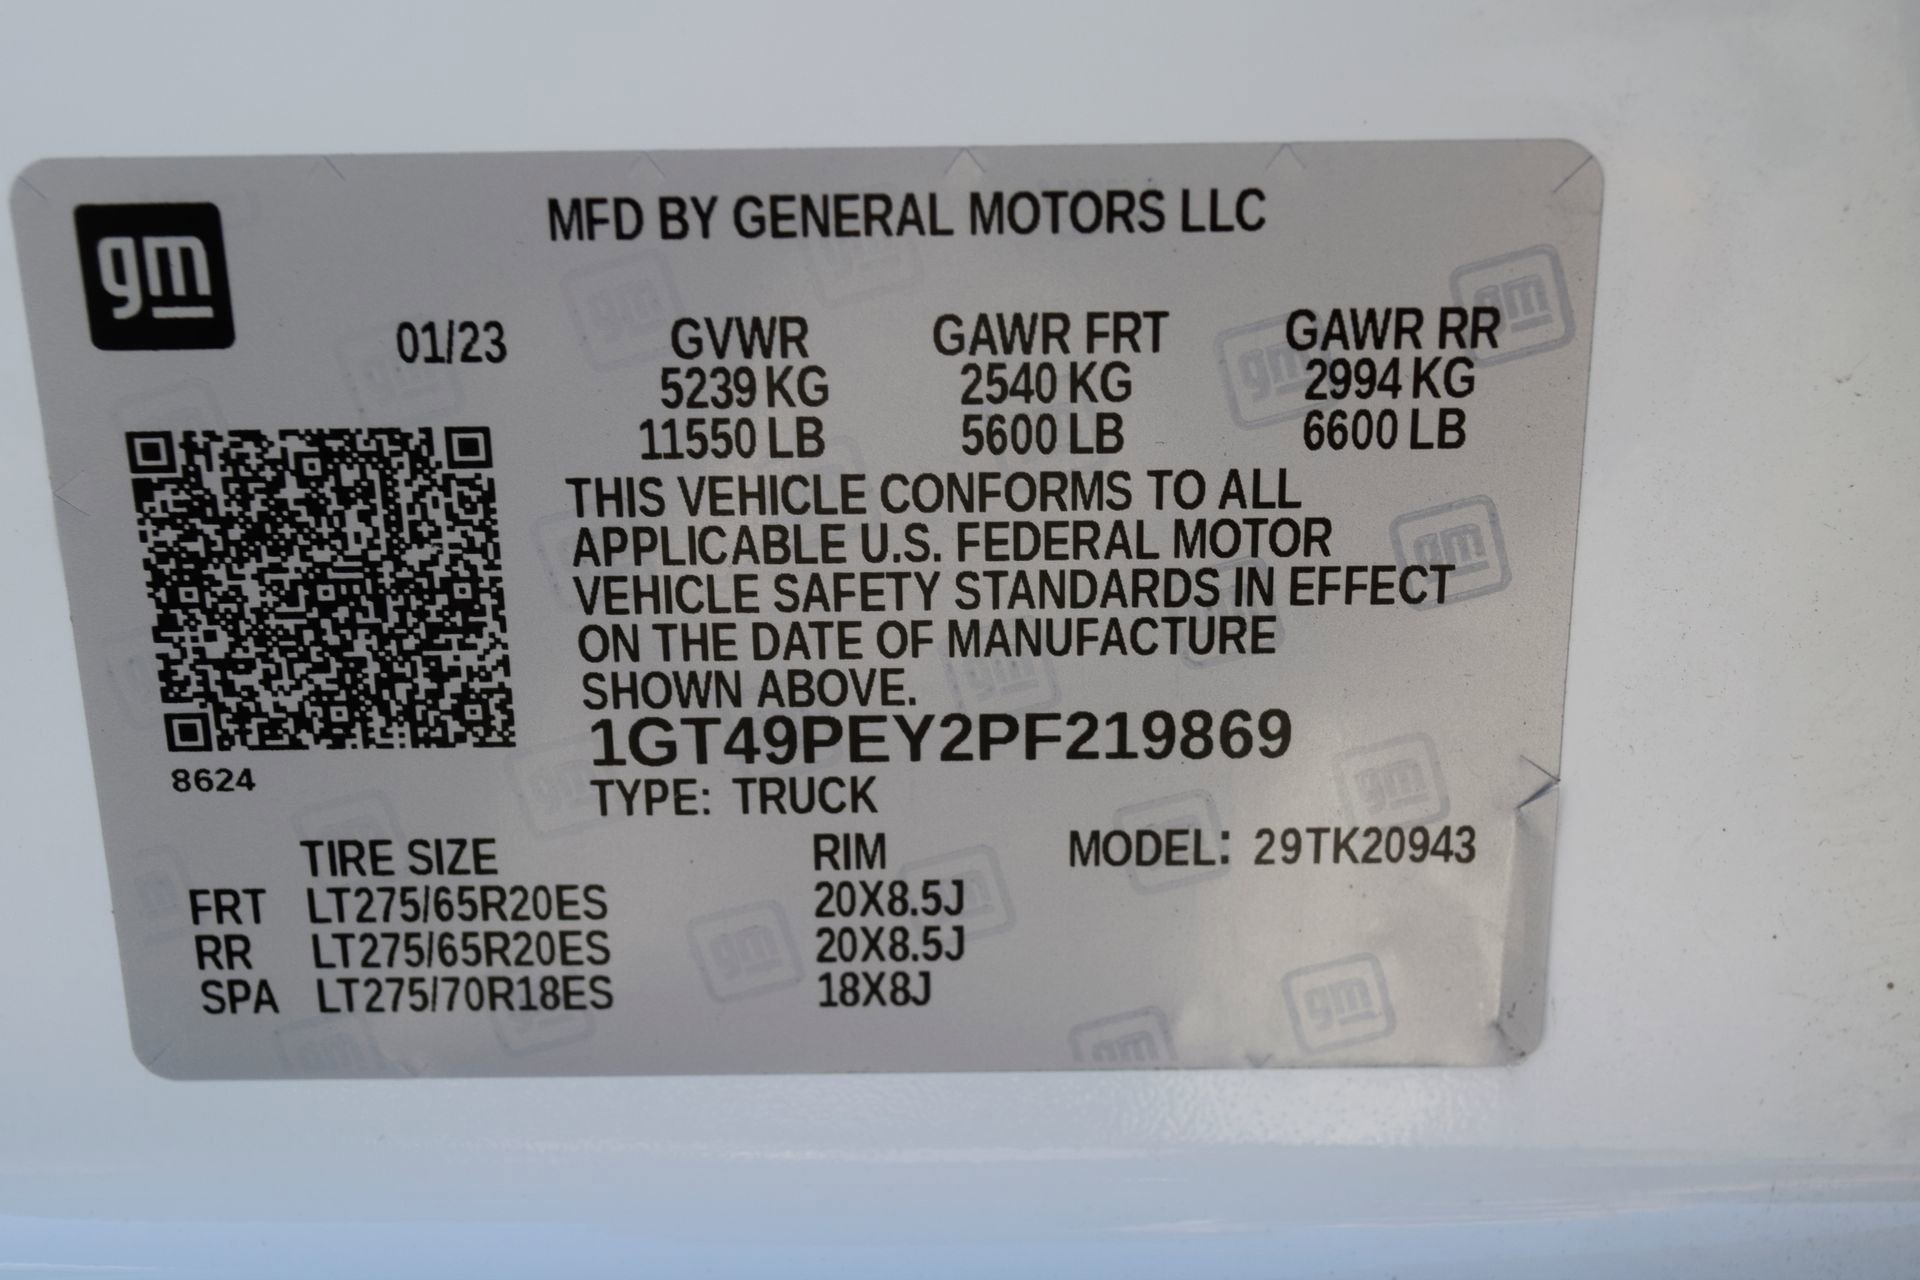 gm
MFD BY GENERAL MOTORS LLC
01/23 GVWR GAWR FRT GAWR RR
5239 KG 2540 KG 2994 KG
11550 LB 5600 LB 6600 LB
THIS VEHICLE CONFORMS TO ALL
APPLICABLE U.S. FEDERAL MOTOR
VEHICLE SAFETY STANDARDS IN EFFECT
ON THE DATE OF MANUFACTURE
SHOWN ABOVE.
1GT49PEY2PF219869
8624
TYPE: TRUCK
TIRE SIZE RIM MODEL: 29TK20943
FRT LT275/65R20ES 20X8.5J
RR LT275/65R20ES 20X8.5J
SPA LT275/70R18ES 18X8J